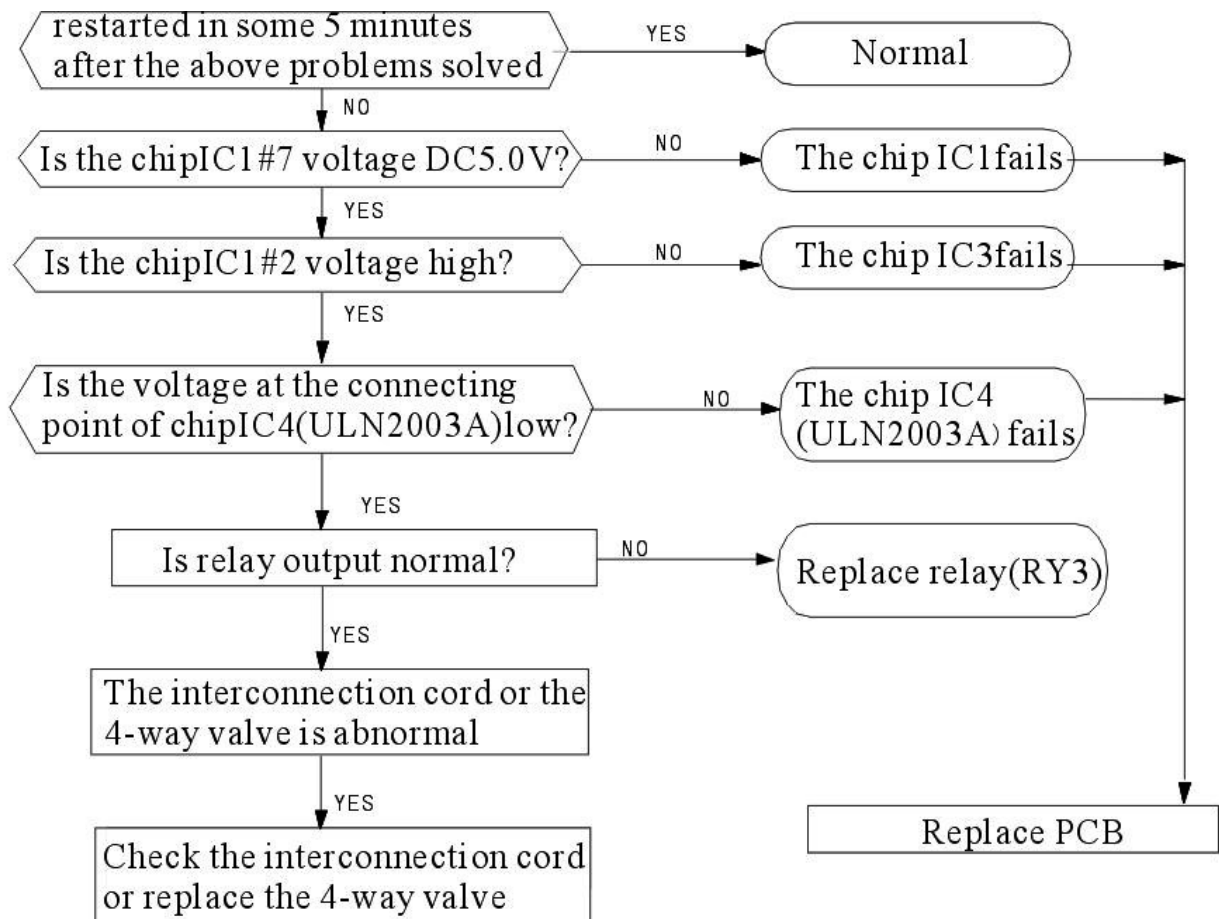 restarted in some 5 minutes
after the above problems solved
YES
Normal
NO
Is the chipIC1#7 voltage DC5.0V?
NO
The chip IC1fails
YES
Is the chipIC1#2 voltage high?
NO
The chip IC3fails
YES
Is the voltage at the connecting
point of chipIC4(ULN2003A)low?
NO
The chip IC4
(ULN2003A) fails
YES
Is relay output normal?
NO
Replace relay(RY3)
YES
The interconnection cord or the
4-way valve is abnormal
YES
Replace PCB
Check the interconnection cord
or replace the 4-way valve